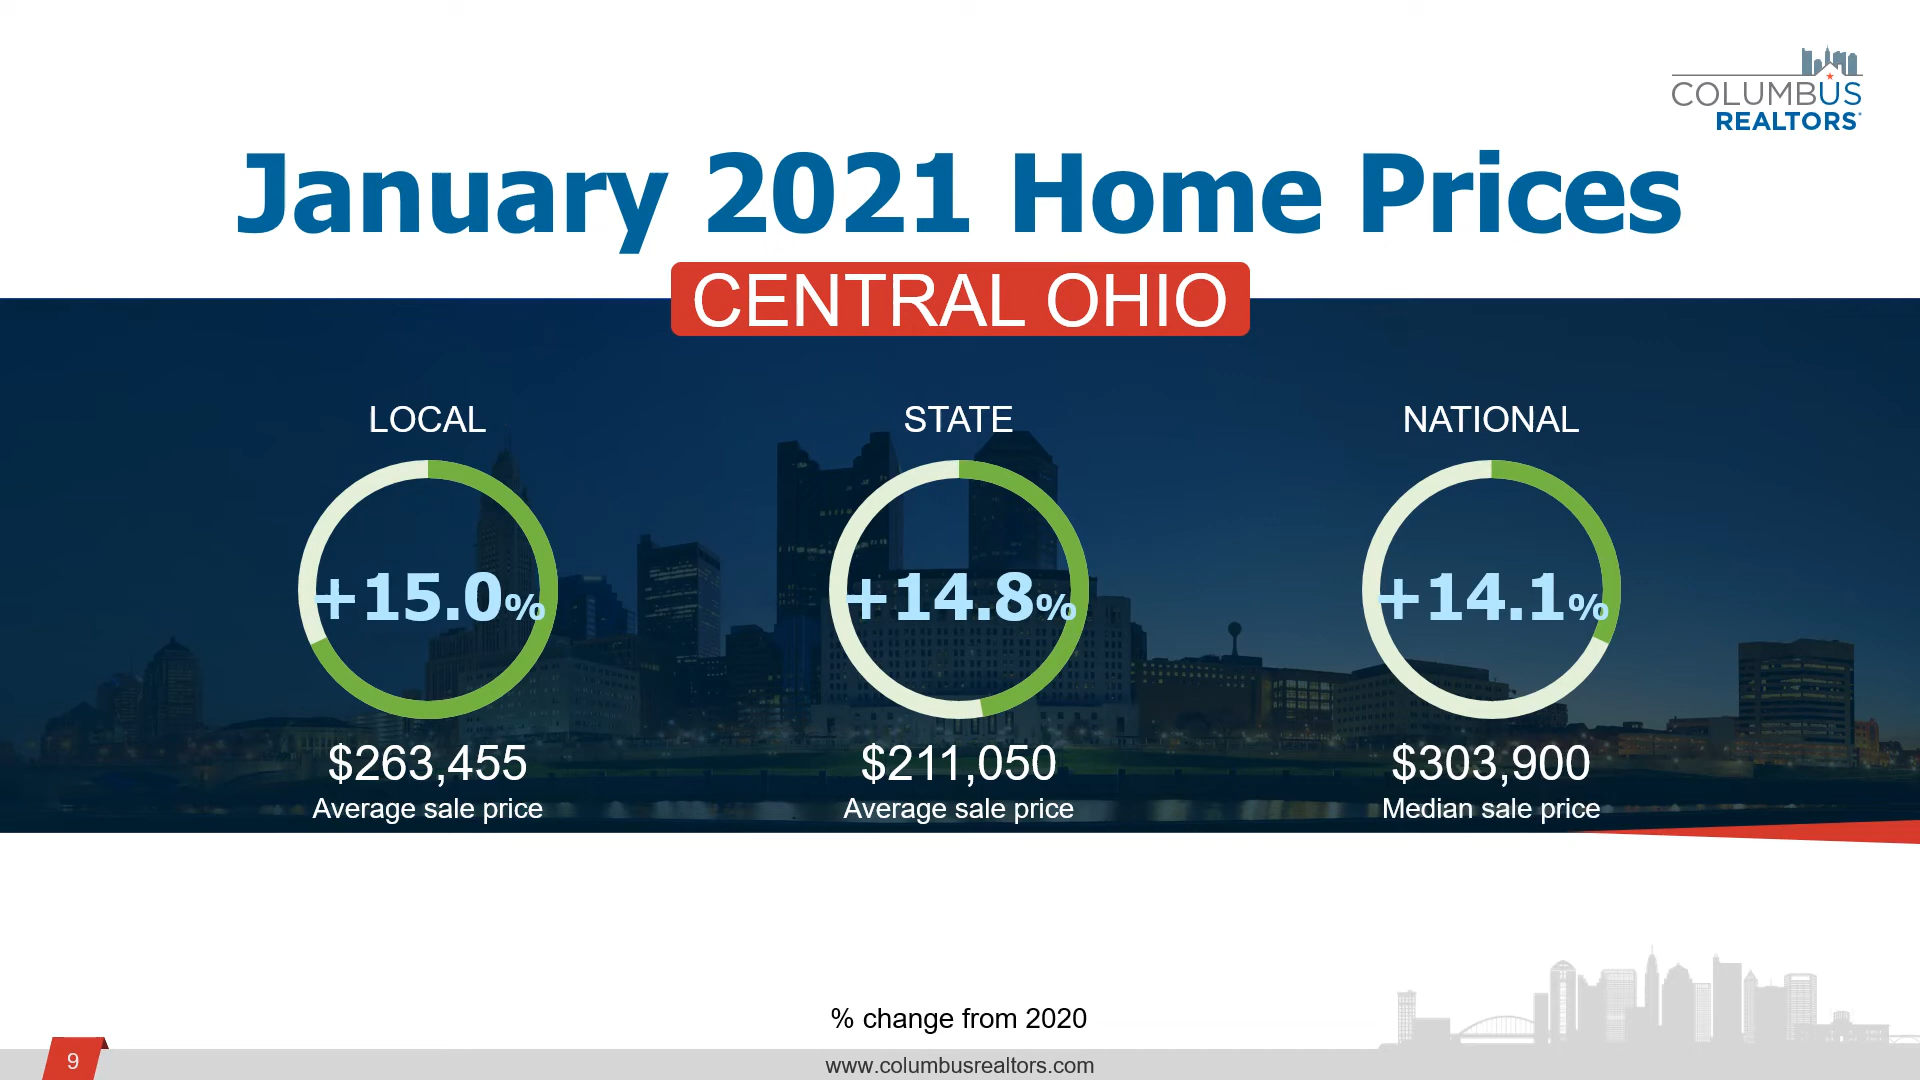 COLUMBUS
REALTORS
January 2021 Home Prices
CENTRAL OHIO
LOCAL
+15.0%
$263,455
Average sale price
STATE
+14.8%
$211,050
Average sale price
NATIONAL
+14.1%
$303,900
Median sale price
% change from 2020
9
www.columbusrealtors.com